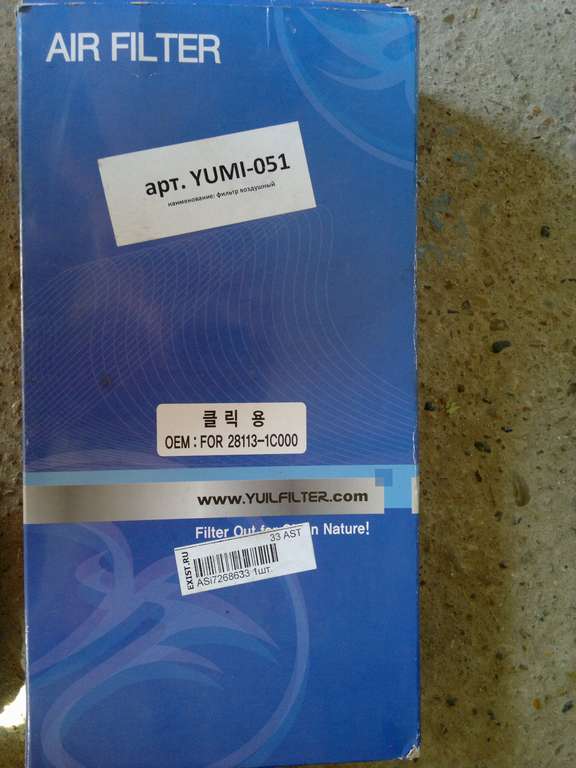 AIR FILTER
арт. YUMI-051
наименование: фильтр воздушный
클릭 용
OEM : FOR 28113-1C000
www.YUILFILTER.com
Filter Out for n Nature!
33 AST
EXIST.RU
ASI7268633 1шт.